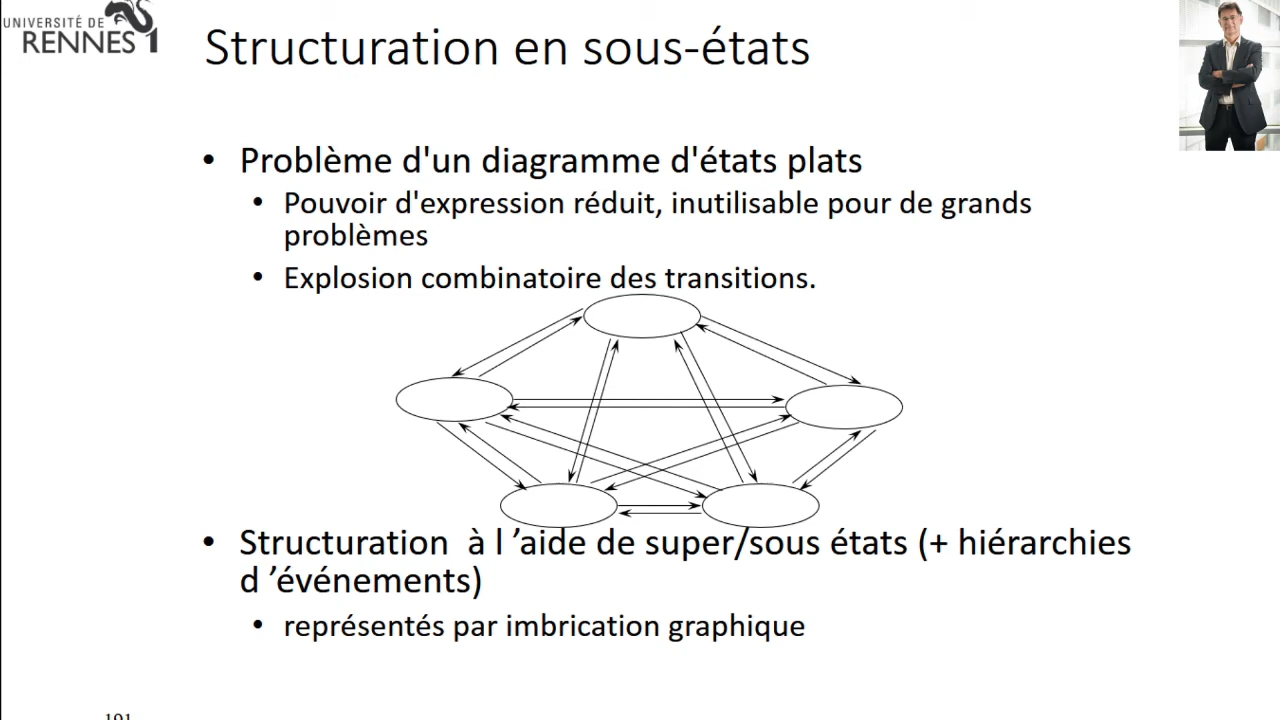 UNIVERSITÉ DE
RENNES 1
Structuration en sous-états
• Problème d'un diagramme d'états plats
• Pouvoir d'expression réduit, inutilisable pour de grands
problèmes
• Explosion combinatoire des transitions.
• Structuration à l ’aide de super/sous états (+ hiérarchies
d ’événements)
• représentés par imbrication graphique
191